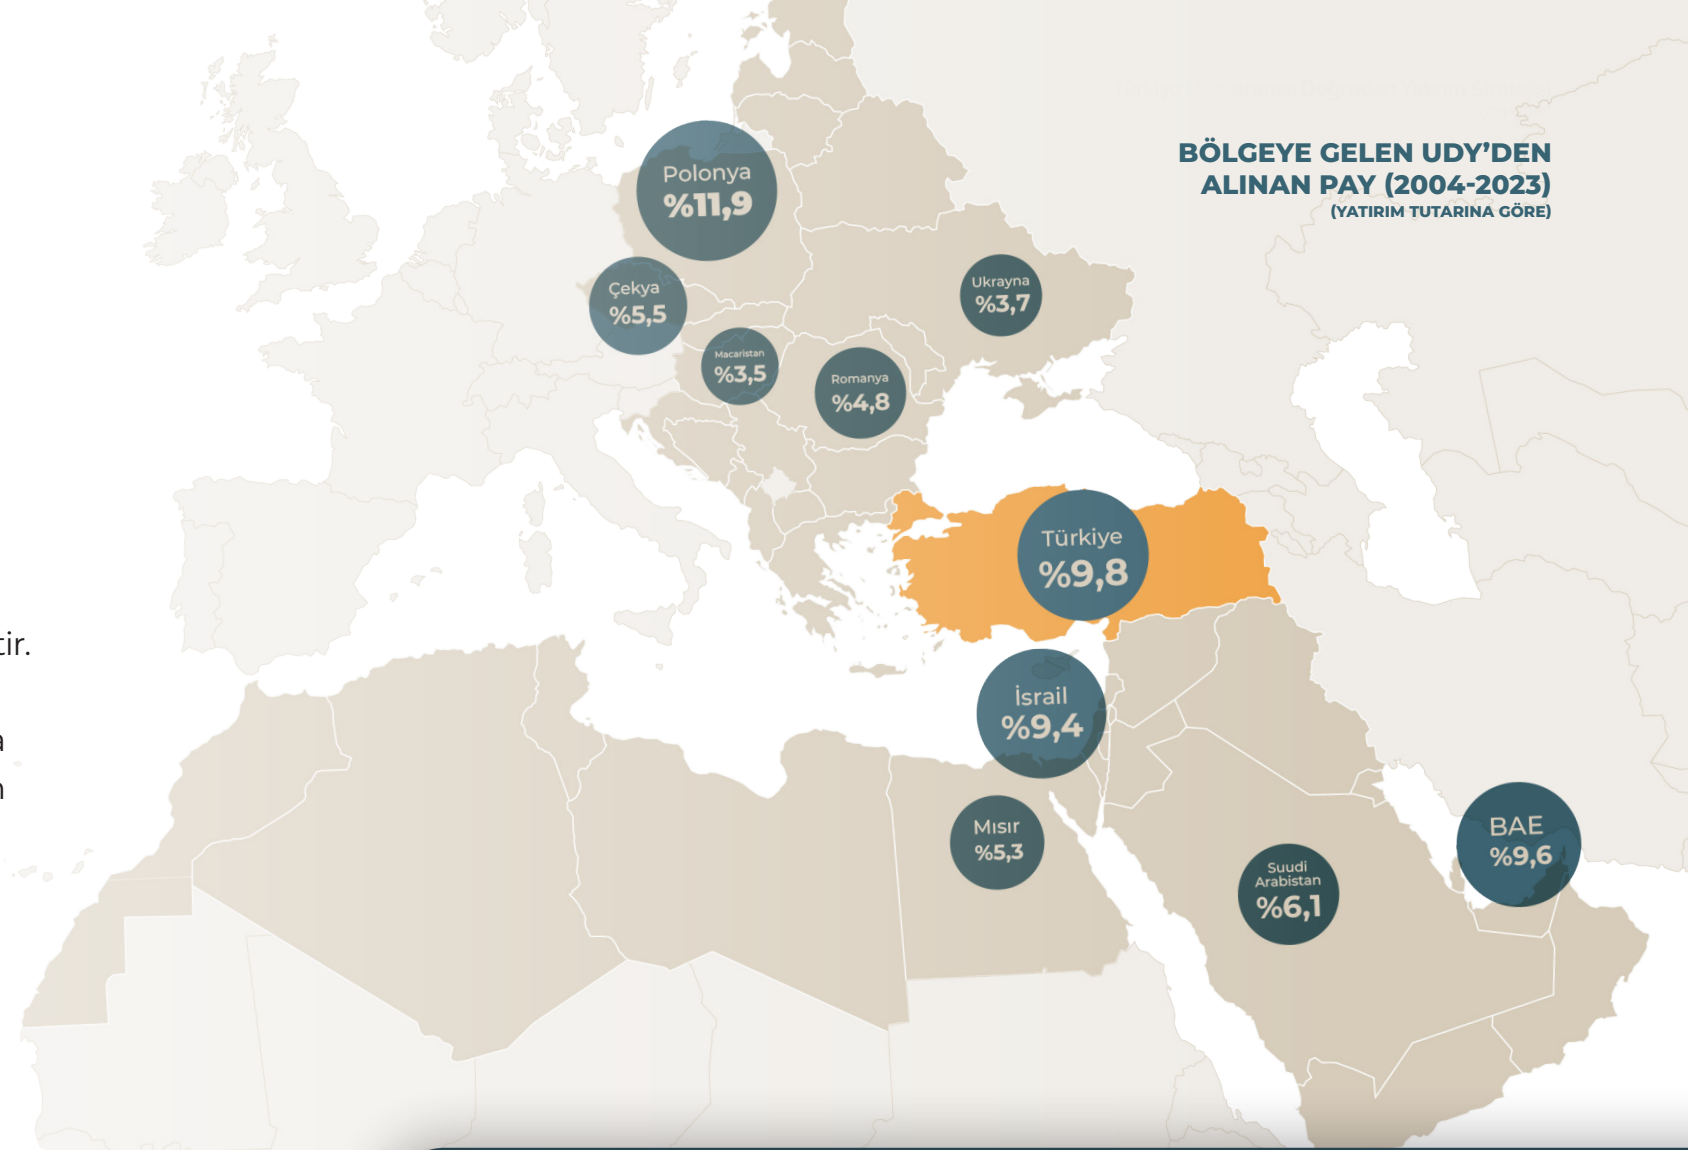 BÖLGEYE GELEN UDY’DEN
ALINAN PAY (2004-2023)
(YATIRIM TUTARINA GÖRE)
Polonya
%11,9
Çekya
%5,5
Ukrayna
%3,7
Macaristan
%3,5
Romanya
%4,8
Türkiye
%9,8
İsrail
%9,4
Mısır
%5,3
BAE
%9,6
Suudi
Arabistan
%6,1
tir.
a